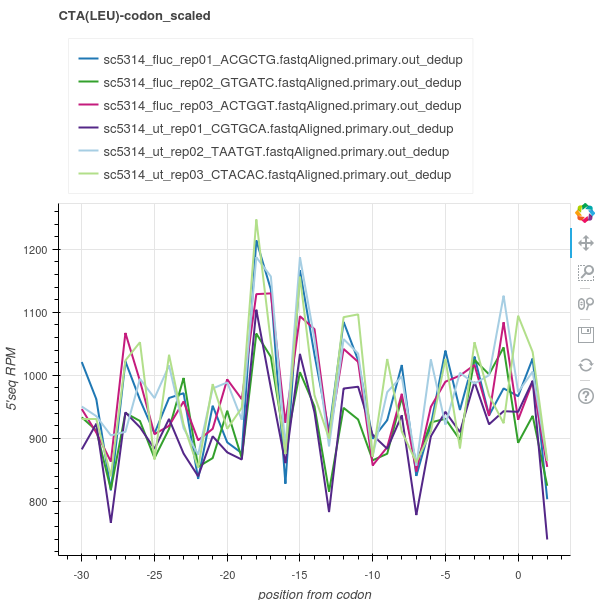 CTA(LEU)-codon_scaled
sc5314_fluc_rep01_ACGCTG.fastqAligned.primary.out_dedup
sc5314_fluc_rep02_GTGATC.fastqAligned.primary.out_dedup
sc5314_fluc_rep03_ACTGGT.fastqAligned.primary.out_dedup
sc5314_ut_rep01_CGTGCA.fastqAligned.primary.out_dedup
sc5314_ut_rep02_TAATGT.fastqAligned.primary.out_dedup
sc5314_ut_rep03_CTACAC.fastqAligned.primary.out_dedup
1200
1100
1000
900
800
5'seq RPM
-30 -25 -20 -15 -10 -5 0
position from codon